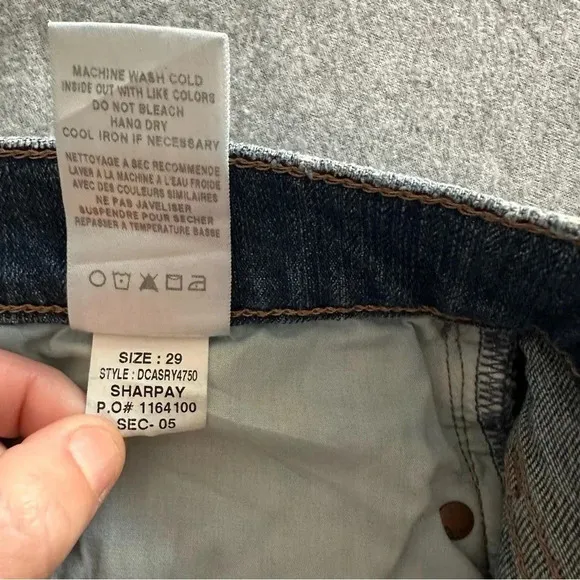 MACHINE WASH COLD
INSIDE OUT WITH LIKE COLORS
DO NOT BLEACH
HANG DRY
COOL IRON IF NECESSARY
NETTOYAGE A SEC RECOMMENDE
LAVER A LA MACHINE A L'EAU FROIDE
AVEC DES COULEURS SIMILAIRES
NE PAS JAVELISER
SUSPENDRE POUR SECHER
REPASSER A TEMPERATURE BASSE
SIZE : 29
STYLE : DCASRY4750
SHARPAY
P.O# 1164100
SEC- 05